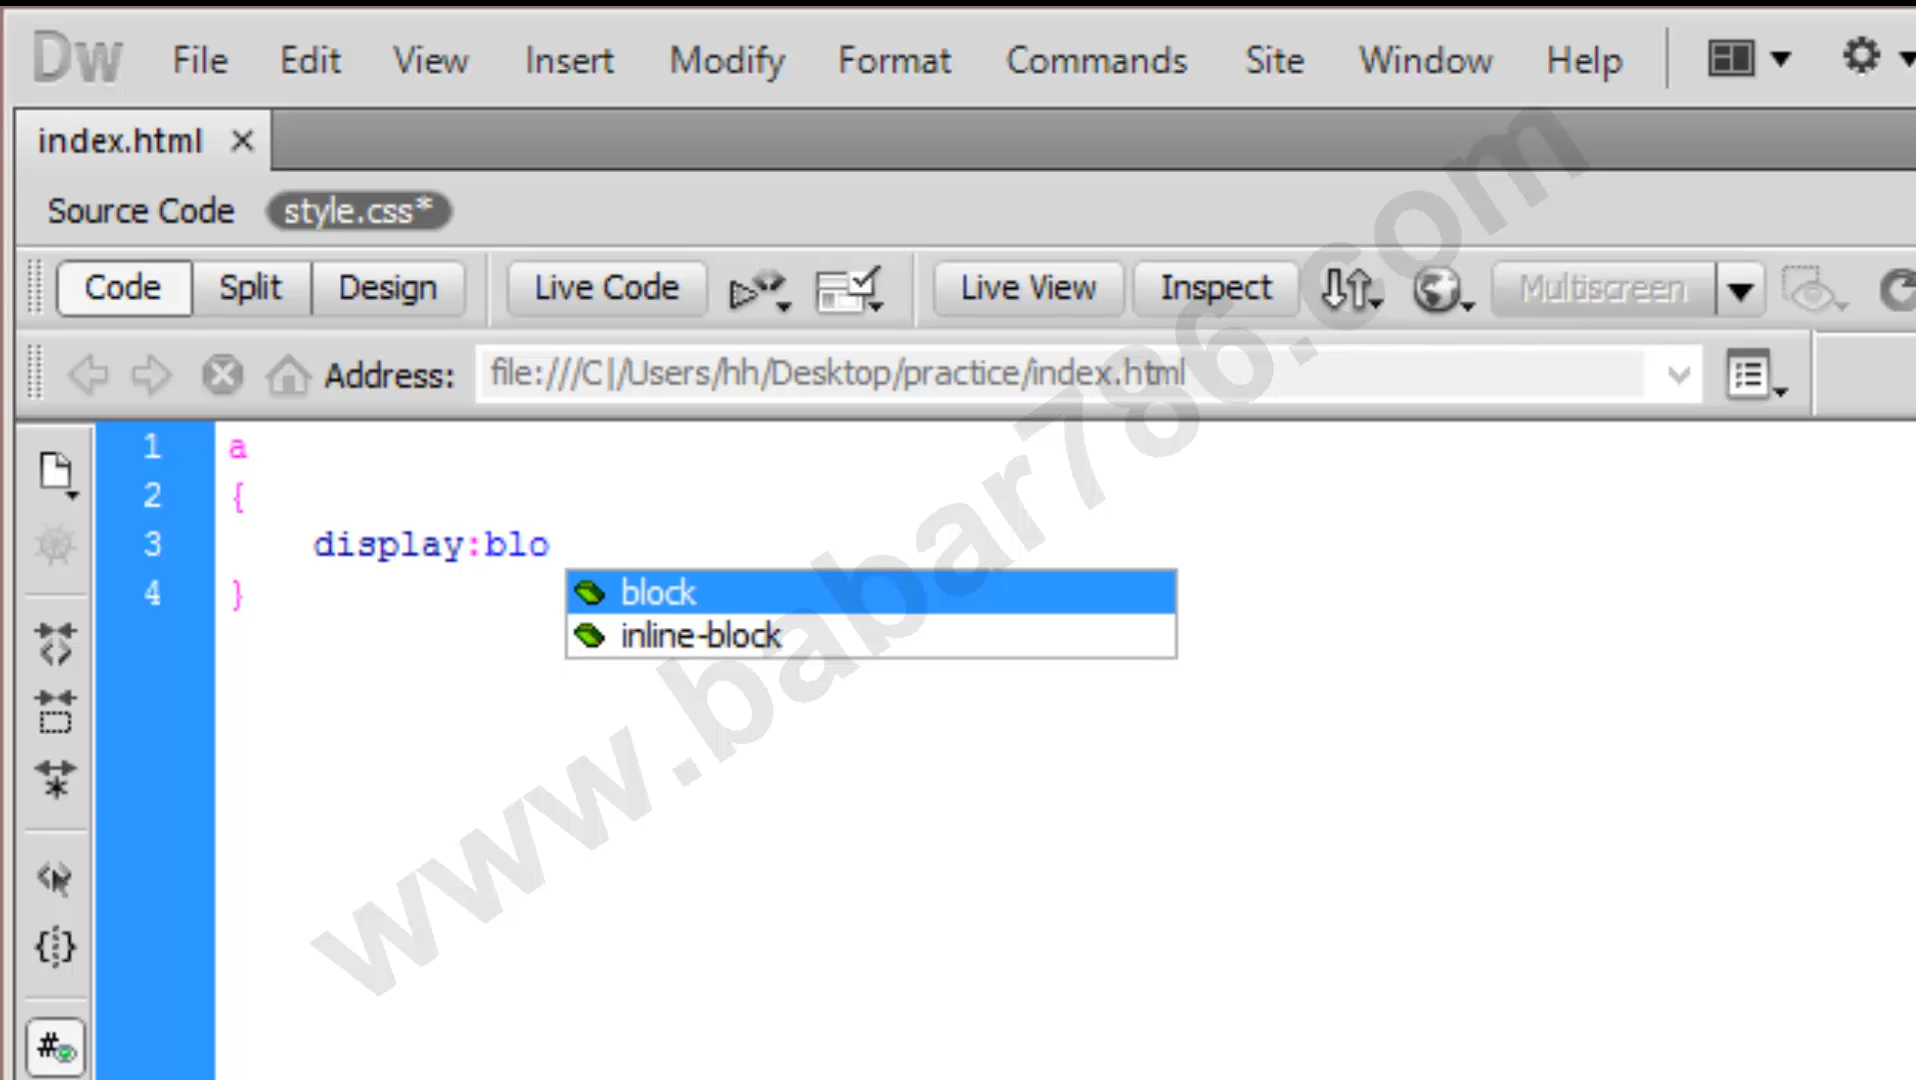 Dw File Edit View Insert Modify Format Commands Site Window Help
index.html
Source Code style.css*
Code Split Design Live Code Live View Inspect Multiscreen
Address: file:///C|/Users/hh/Desktop/practice/index.html
1 a
2 {
3 display:blo
4 }
block
inline-block
www.babar786.com